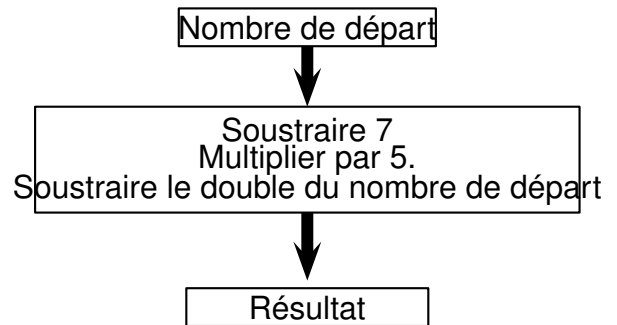 Nombre de départ
Soustraire 7
Multiplier par 5.
Soustraire le double du nombre de départ
Résultat